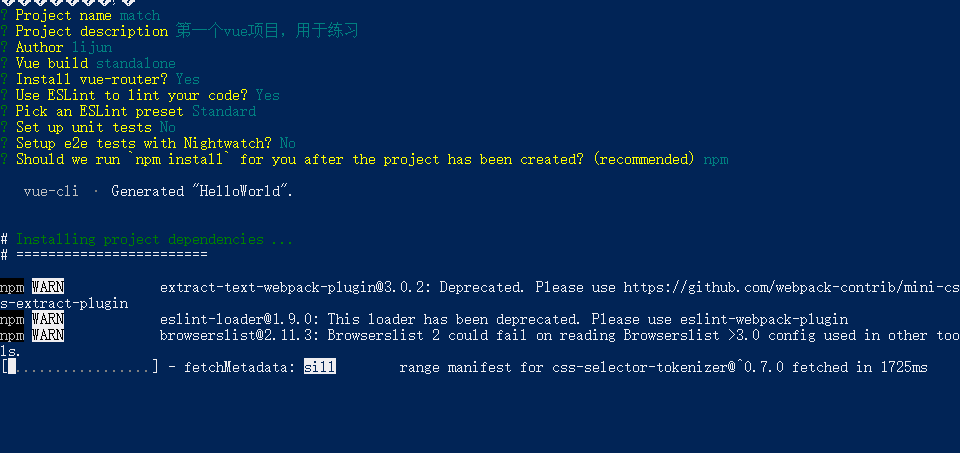 ? Project name match
? Project description 第一个vue项目，用于练习
? Author lijun
? Vue build standalone
? Install vue-router? Yes
? Use ESLint to lint your code? Yes
? Pick an ESLint preset Standard
? Set up unit tests No
? Setup e2e tests with Nightwatch? No
? Should we run `npm install` for you after the project has been created? (recommended) npm
vue-cli · Generated "HelloWorld".
# Installing project dependencies ...
# ========================
npm WARN extract-text-webpack-plugin@3.0.2: Deprecated. Please use https://github.com/webpack-contrib/mini-cs
s-extract-plugin
npm WARN eslint-loader@1.9.0: This loader has been deprecated. Please use eslint-webpack-plugin
npm WARN browserslist@2.11.3: Browserslist 2 could fail on reading Browserslist >3.0 config used in other too
ls.
[.................] - fetchMetadata: sill range manifest for css-selector-tokenizer@^0.7.0 fetched in 1725ms